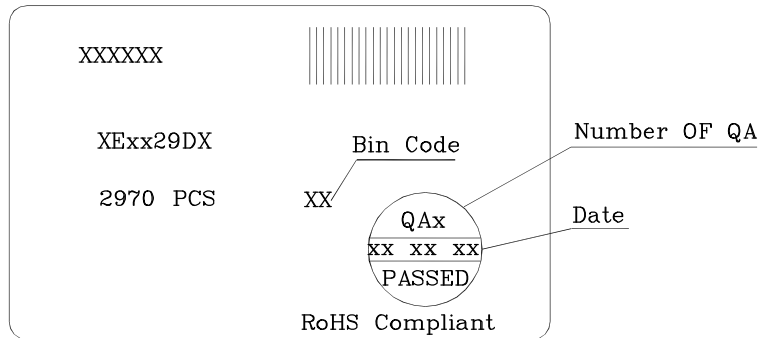 XXXXXX
XExx29DX
Bin Code
Number OF QA
2970 PCS
XX
QAx
Date
xx xx xx
PASSED
RoHS Compliant